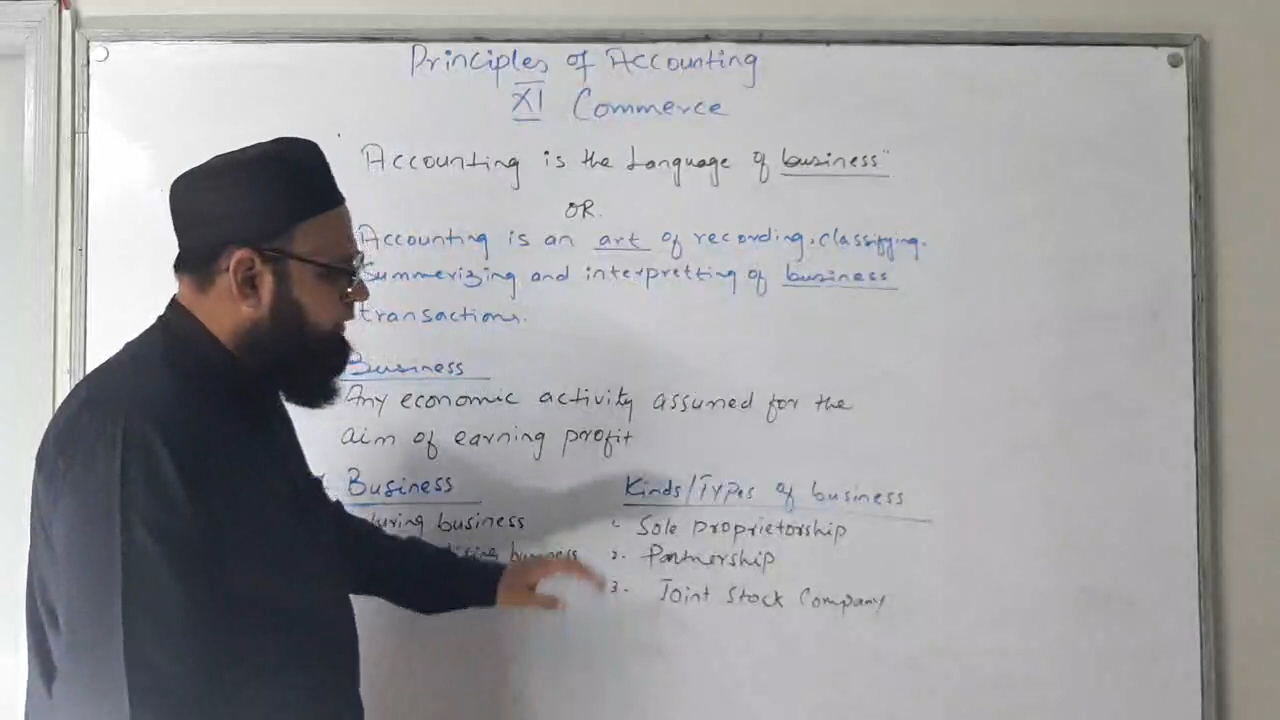 Principles of Accounting
XI Commerce
Accounting is the Language of business"
OR.
Accounting is an art of recording, classifying.
Summerizing and interpretting of business
transactions.
Business
Any economic activity assumed for the
aim of earning profit
Business
business
business
Kinds/Types of business
1. Sole proprietorship
2. Partnership
3. Joint Stock Company